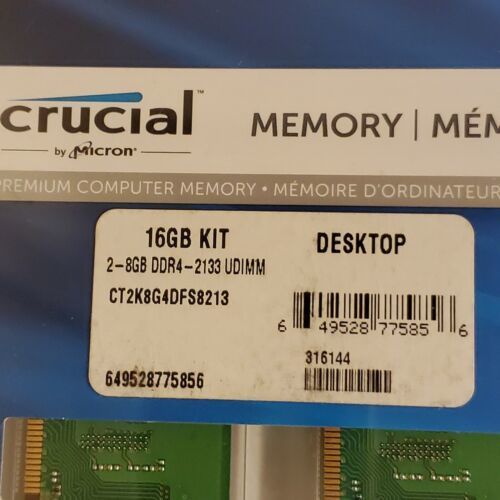 crucial™
by Micron®
MEMORY | MÉM
PREMIUM COMPUTER MEMORY • MÉMOIRE D'ORDINATEUR
16GB KIT
DESKTOP
2-8GB DDR4-2133 UDIMM
CT2K8G4DFS8213
6 49528 77585 6
316144
649528775856